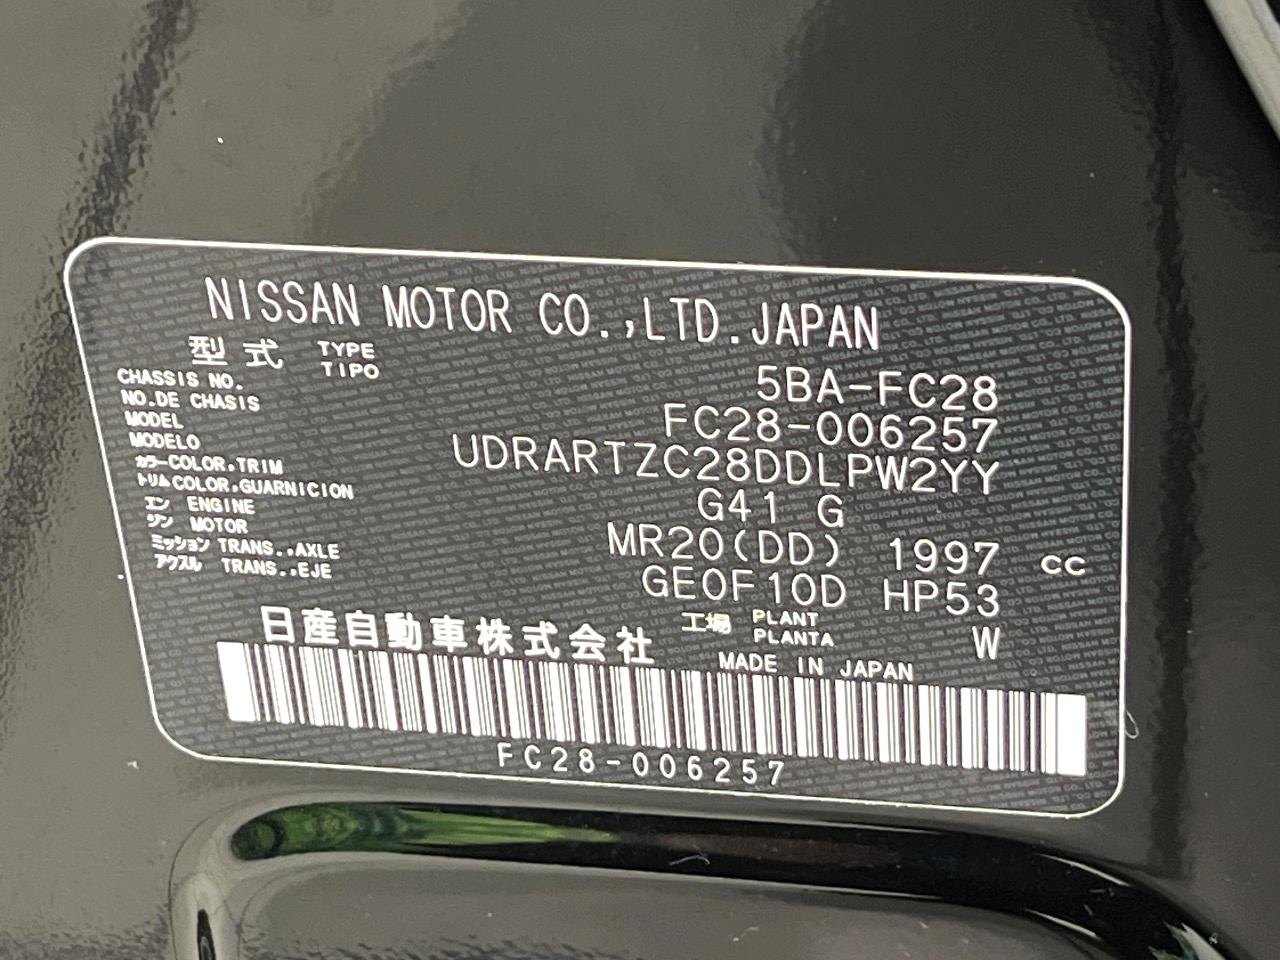 NISSAN MOTOR CO.,LTD.JAPAN
型式 TYPE TIPO 5BA-FC28
CHASSIS NO.
NO.DE CHASIS FC28-006257
MODEL
MODELO UDRARTZC28DDLPW2YY
カラー COLOR,TRIM
トリム COLOR,GUARNICION G41 G
エン ENGINE
ジン MOTOR MR20(DD) 1997 cc
ミッション TRANS.,AXLE
アクスル TRANS.,EJE GE0F10D HP53
日産自動車株式会社 工場 PLANT PLANTA W
MADE IN JAPAN
FC28-006257